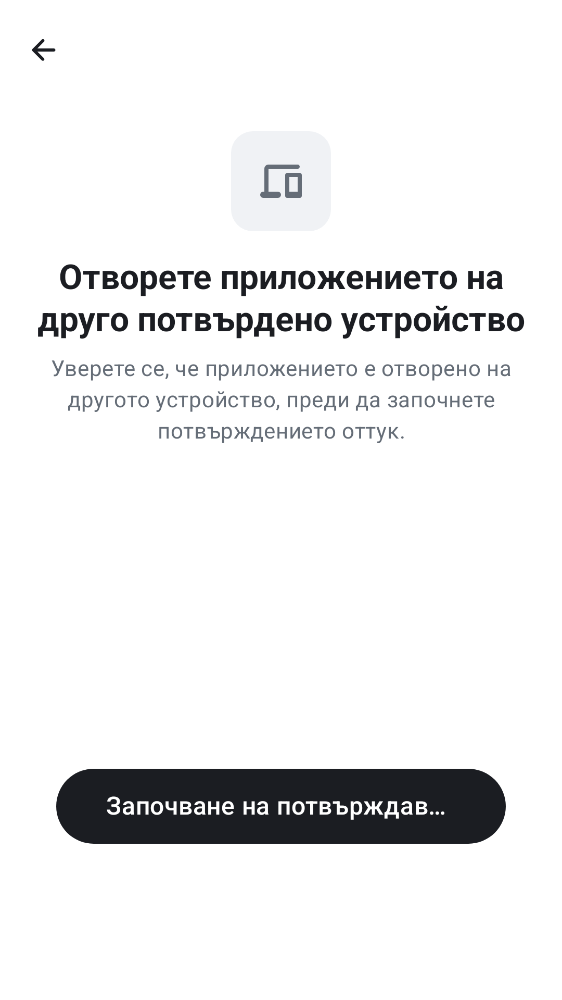 Отворете приложението на
друго потвърдено устройство
Уверете се, че приложението е отворено на
другото устройство, преди да започнете
потвърждението оттук.
Започване на потвърждав…